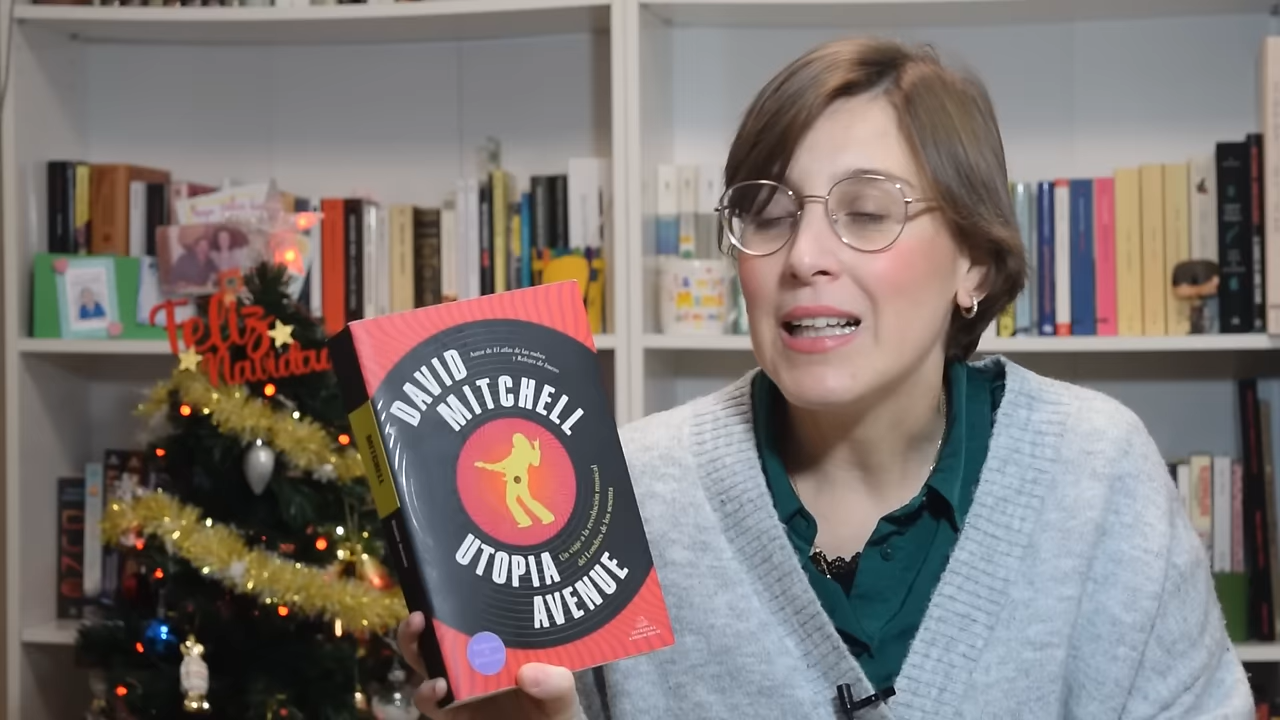 Feliz
Navidad
DAVID
MITCHELL
Autor de El atlas de las nubes
y Relojes de hueso
UTOPIA
AVENUE
Un viaje a la revolución musical
del Londres de los sesenta
MITCHELL